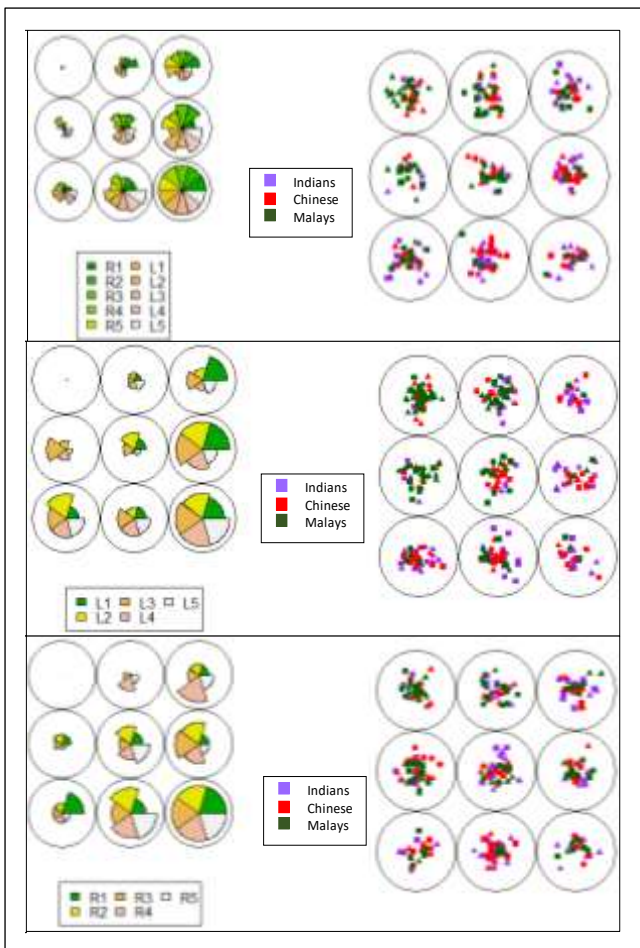 Indians
Chinese
Malays
R1 L1
R2 L2
R3 L3
R4 L4
R5 L5
Indians
Chinese
Malays
L1 L3 L5
L2 L4
Indians
Chinese
Malays
R1 R3 R5
R2 R4